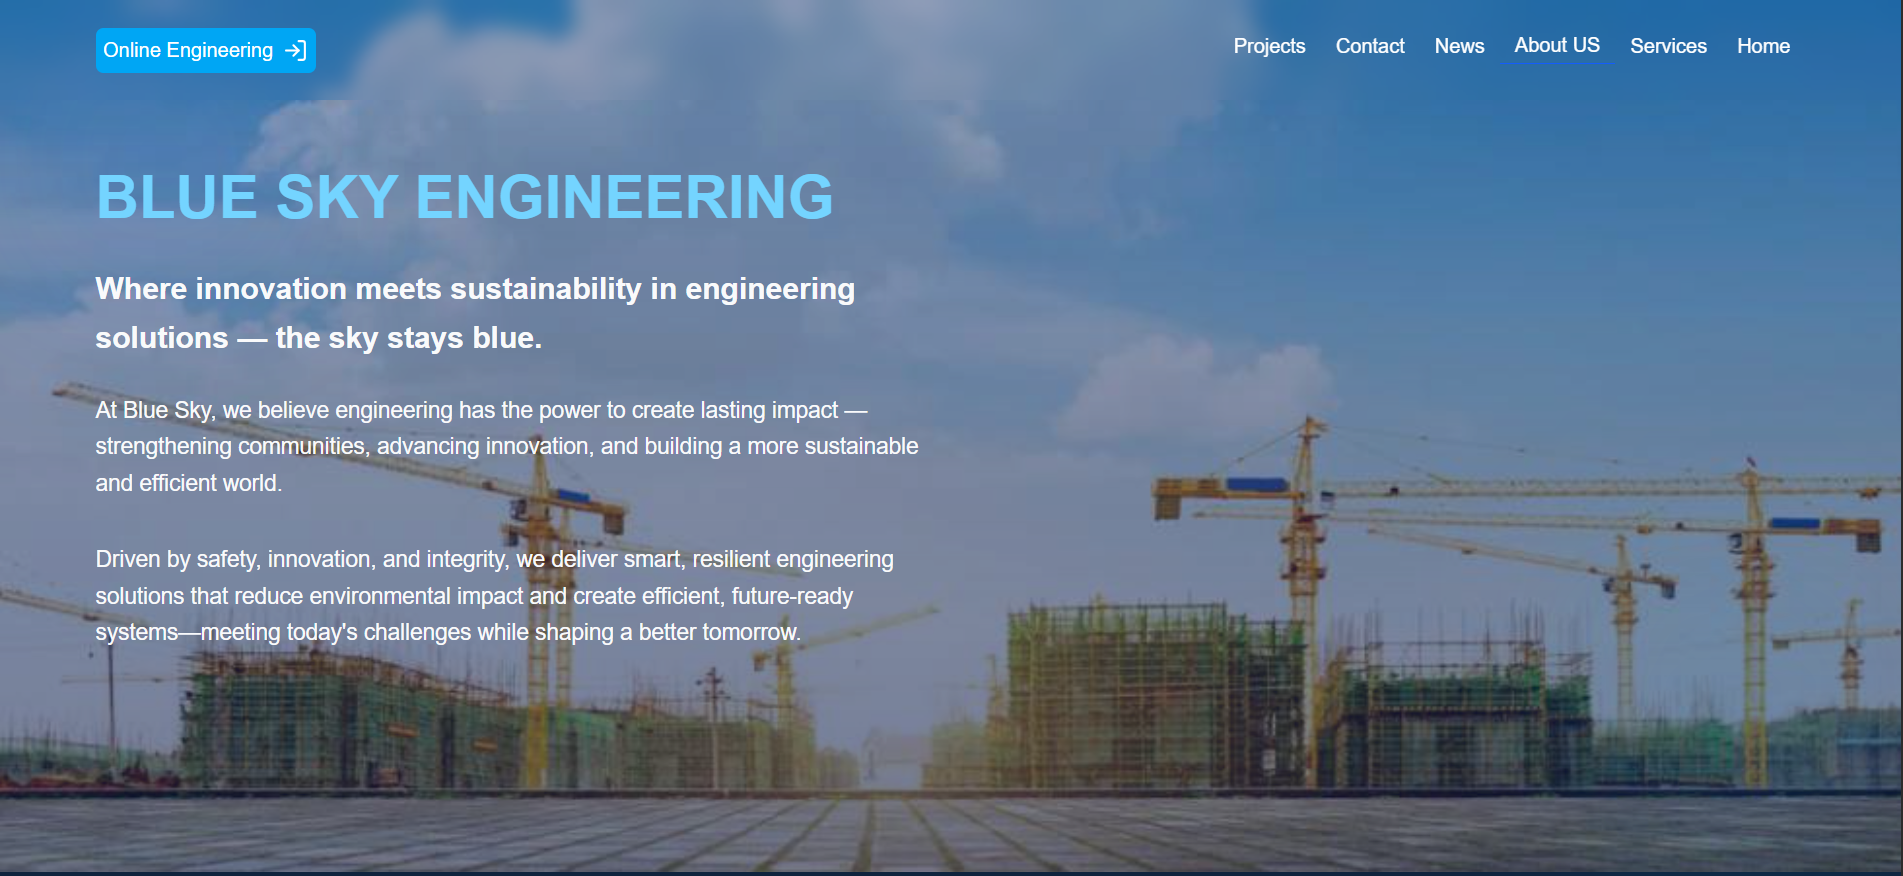 Online Engineering
Projects
Contact
News
About US
Services
Home
BLUE SKY ENGINEERING
Where innovation meets sustainability in engineering
solutions — the sky stays blue.
At Blue Sky, we believe engineering has the power to create lasting impact —
strengthening communities, advancing innovation, and building a more sustainable
and efficient world.
Driven by safety, innovation, and integrity, we deliver smart, resilient engineering
solutions that reduce environmental impact and create efficient, future-ready
systems—meeting today's challenges while shaping a better tomorrow.